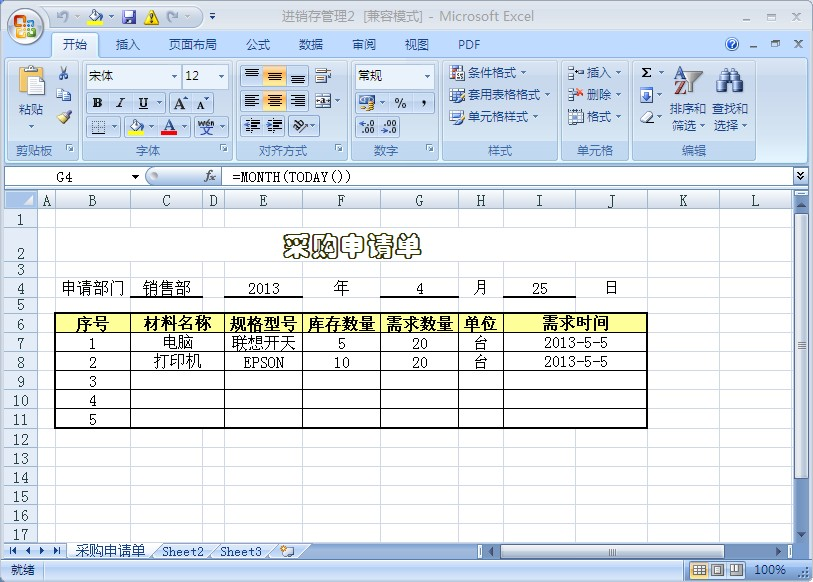 进销存管理2 [兼容模式] - Microsoft Excel
开始 插入 页面布局 公式 数据 审阅 视图 PDF
宋体 12 常规 条件格式 插入 Σ
粘贴 B I U A A % , 套用表格格式 删除 排序和 查找和
A wén 变 .00 .0 单元格样式 格式 筛选 选择
剪贴板 字体 对齐方式 数字 样式 单元格 编辑
G4 fx =MONTH(TODAY())
A B C D E F G H I J K L
1
2 采购申请单
3
4 申请部门 销售部 2013 年 4 月 25 日
5
6 序号 材料名称 规格型号 库存数量 需求数量 单位 需求时间
7 1 电脑 联想开天 5 20 台 2013-5-5
8 2 打印机 EPSON 10 20 台 2013-5-5
9 3
10 4
11 5
12
13
14
15
16
17
采购申请单 Sheet2 Sheet3
就绪 100%